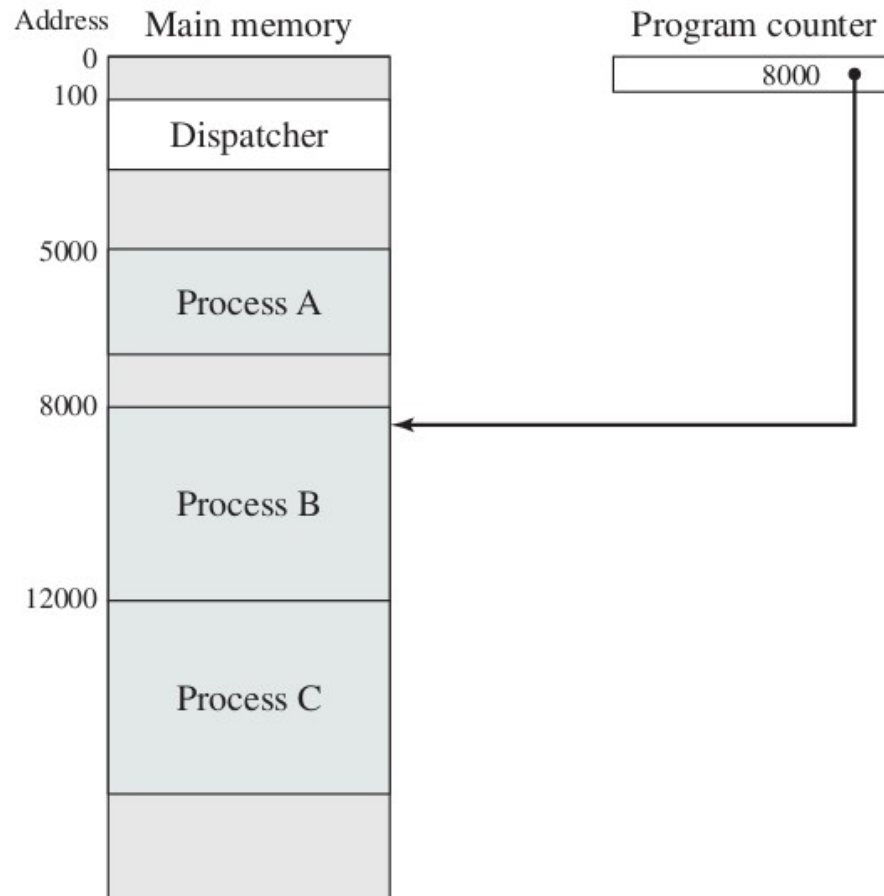 Address
Main memory
Program counter
0
8000
100
Dispatcher
5000
Process A
8000
Process B
12000
Process C